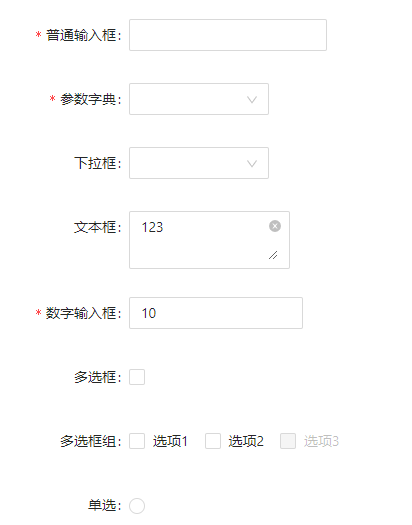 * 普通输入框:
* 参数字典:
下拉框:
文本框: 123
* 数字输入框: 10
多选框:
多选框组: 选项1 选项2 选项3
单选: